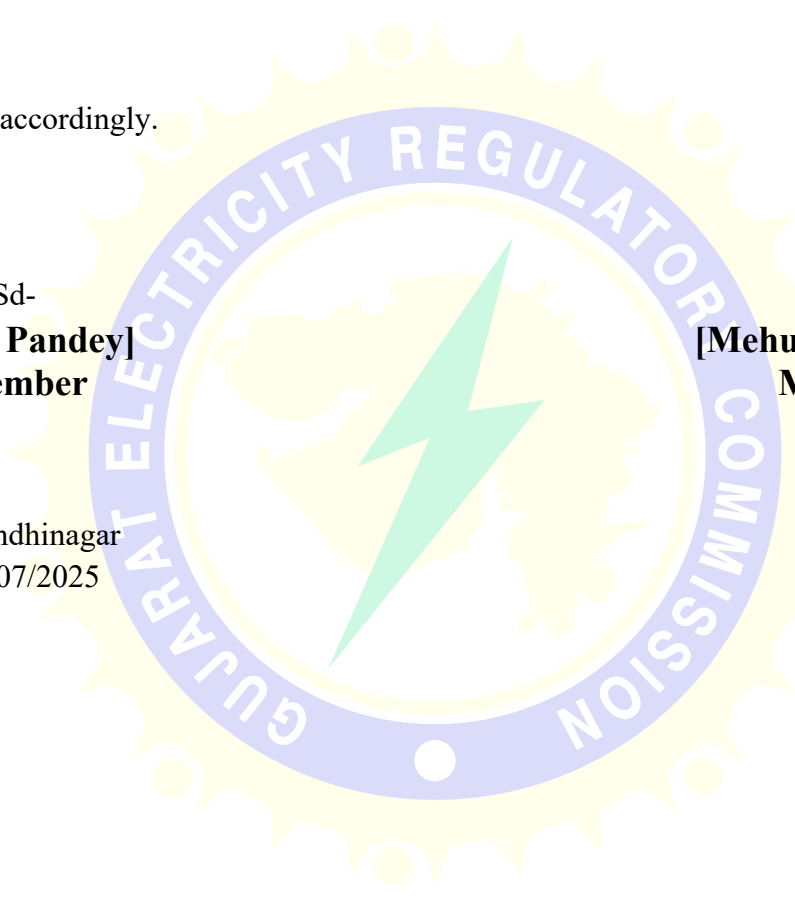 accordingly.
Sd-
Pandey]
[Mehu
ember
M
ndhinagar
07/2025
GUJARAT ELECTRICITY REGULATORY COMMISSION